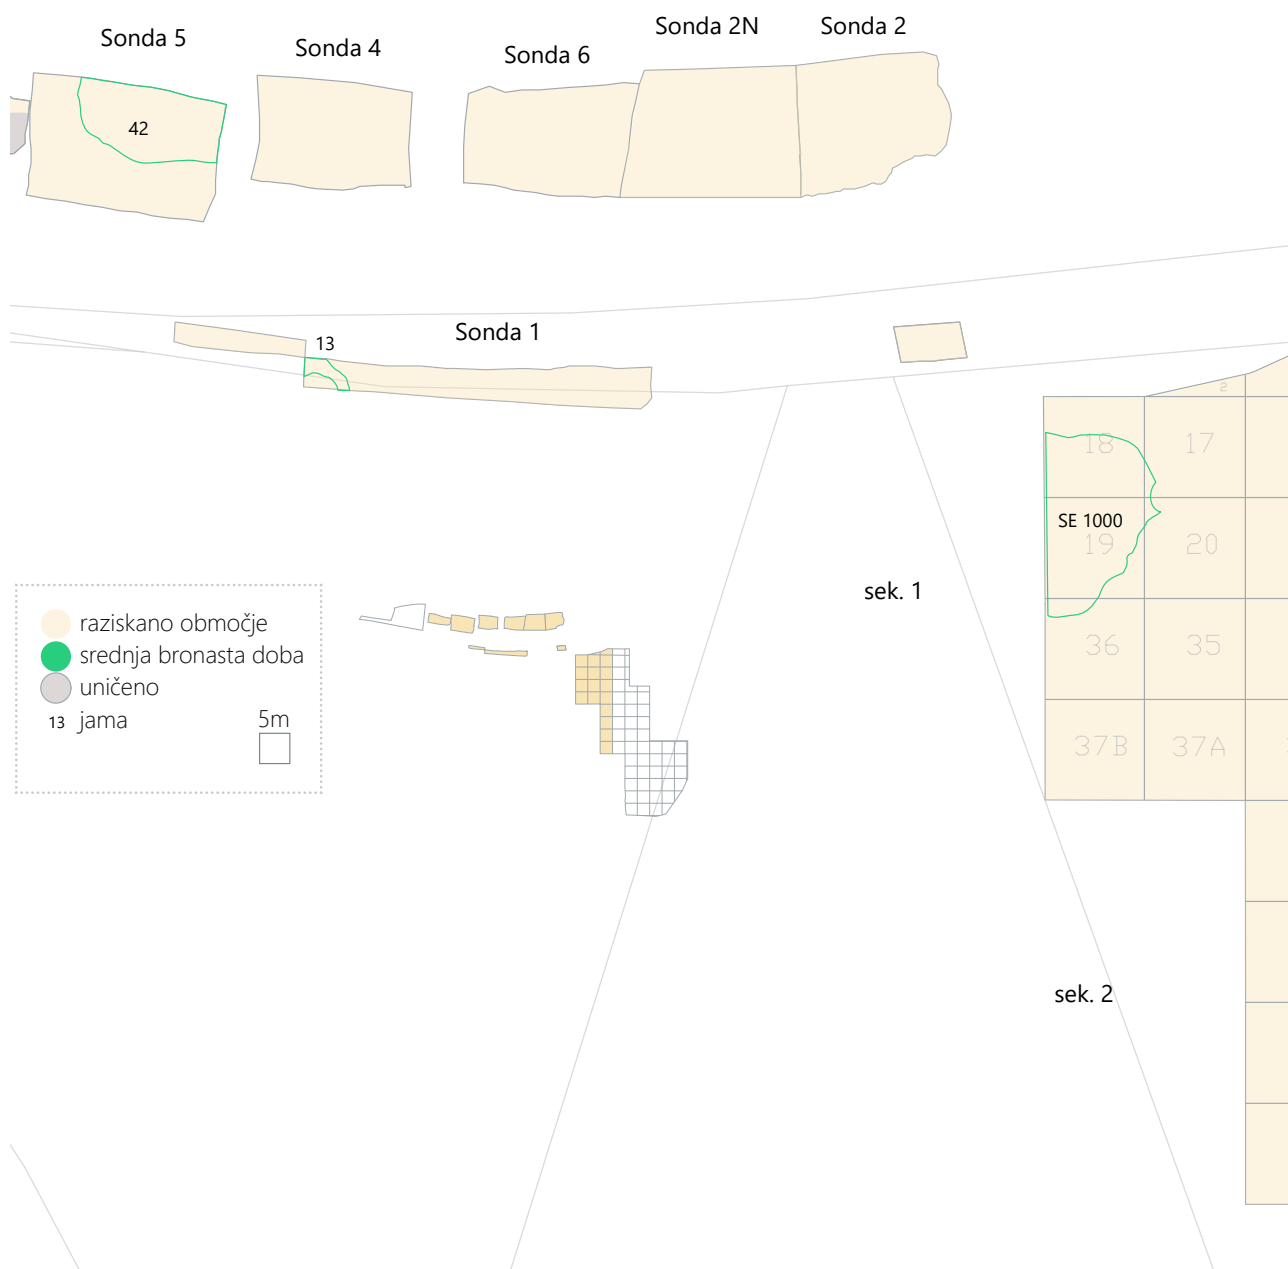 Sonda 5
Sonda 4
Sonda 6
Sonda 2N
Sonda 2
42
Sonda 1
13
2
18
17
SE 1000
19
20
36
35
37B
37A
sek. 1
sek. 2
raziskano območje
srednja bronasta doba
uničeno
13 jama
5m